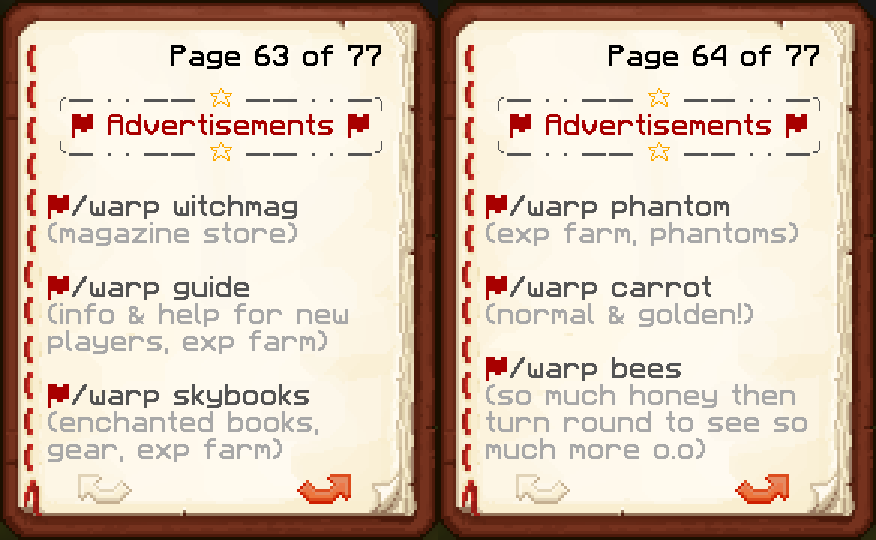 Page 63 of 77
Advertisements
/warp witchmag
(magazine store)
/warp guide
(info & help for new
players, exp farm)
/warp skybooks
(enchanted books,
gear, exp farm)
Page 64 of 77
Advertisements
/warp phantom
(exp farm, phantoms)
/warp carrot
(normal & golden!)
/warp bees
(so much honey then
turn round to see so
much more o.o)